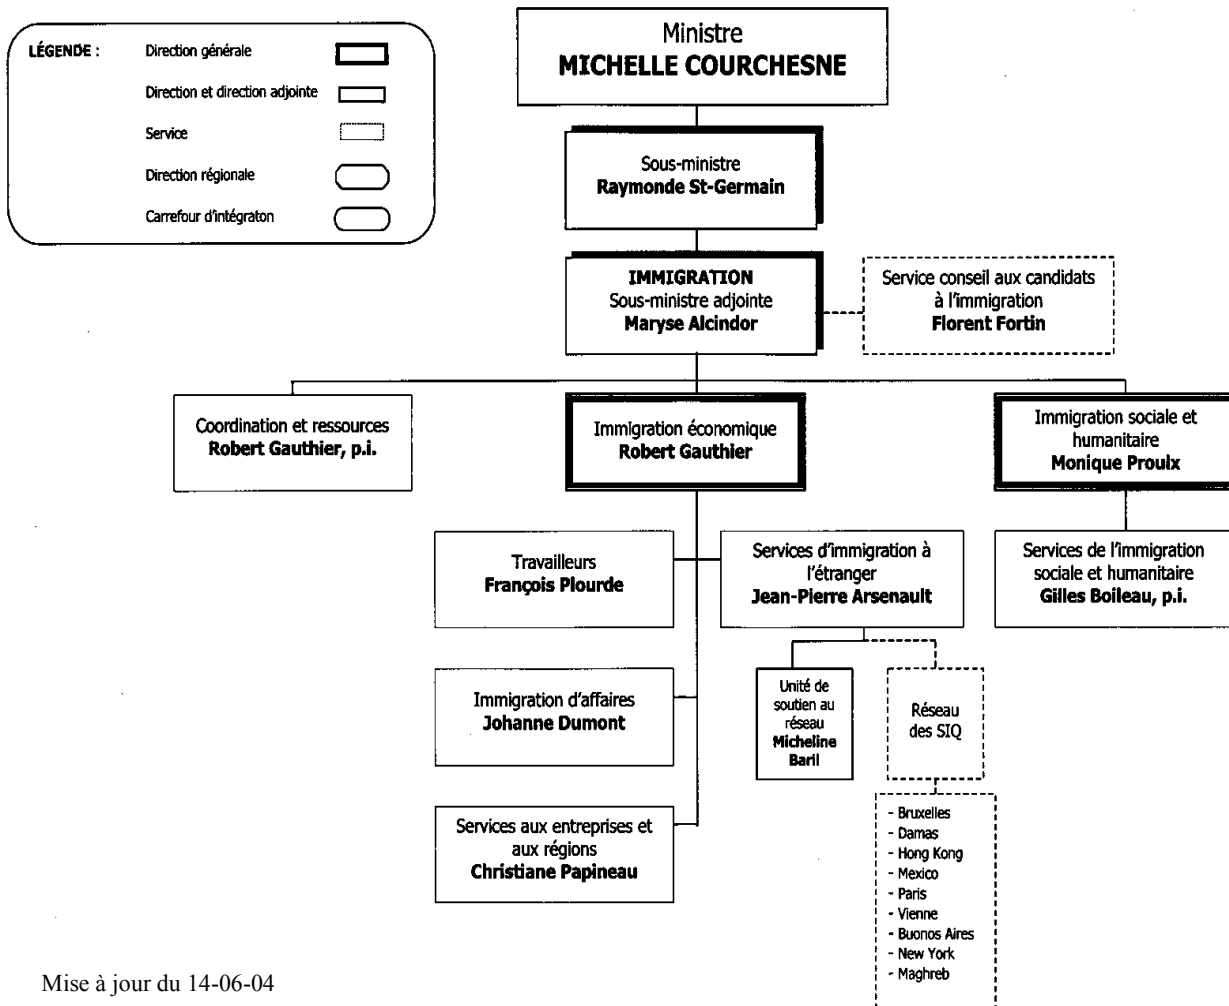 LÉGENDE :
Direction générale
Direction et direction adjointe
Service
Direction régionale
Carrefour d'intégraton
Ministre
MICHELLE COURCHESNE
Sous-ministre
Raymonde St-Germain
IMMIGRATION
Sous-ministre adjointe
Maryse Alcindor
Service conseil aux candidats
à l'immigration
Florent Fortin
Coordination et ressources
Robert Gauthier, p.i.
Immigration économique
Robert Gauthier
Immigration sociale et
humanitaire
Monique Proulx
Travailleurs
François Plourde
Services d'immigration à
l'étranger
Jean-Pierre Arsenault
Services de l'immigration
sociale et humanitaire
Gilles Boileau, p.i.
Immigration d'affaires
Johanne Dumont
Unité de
soutien au
réseau
Micheline
Baril
Réseau
des SIQ
Services aux entreprises et
aux régions
Christiane Papineau
- Bruxelles
- Damas
- Hong Kong
- Mexico
- Paris
- Vienne
- Buonos Aires
- New York
- Maghreb
Mise à jour du 14-06-04